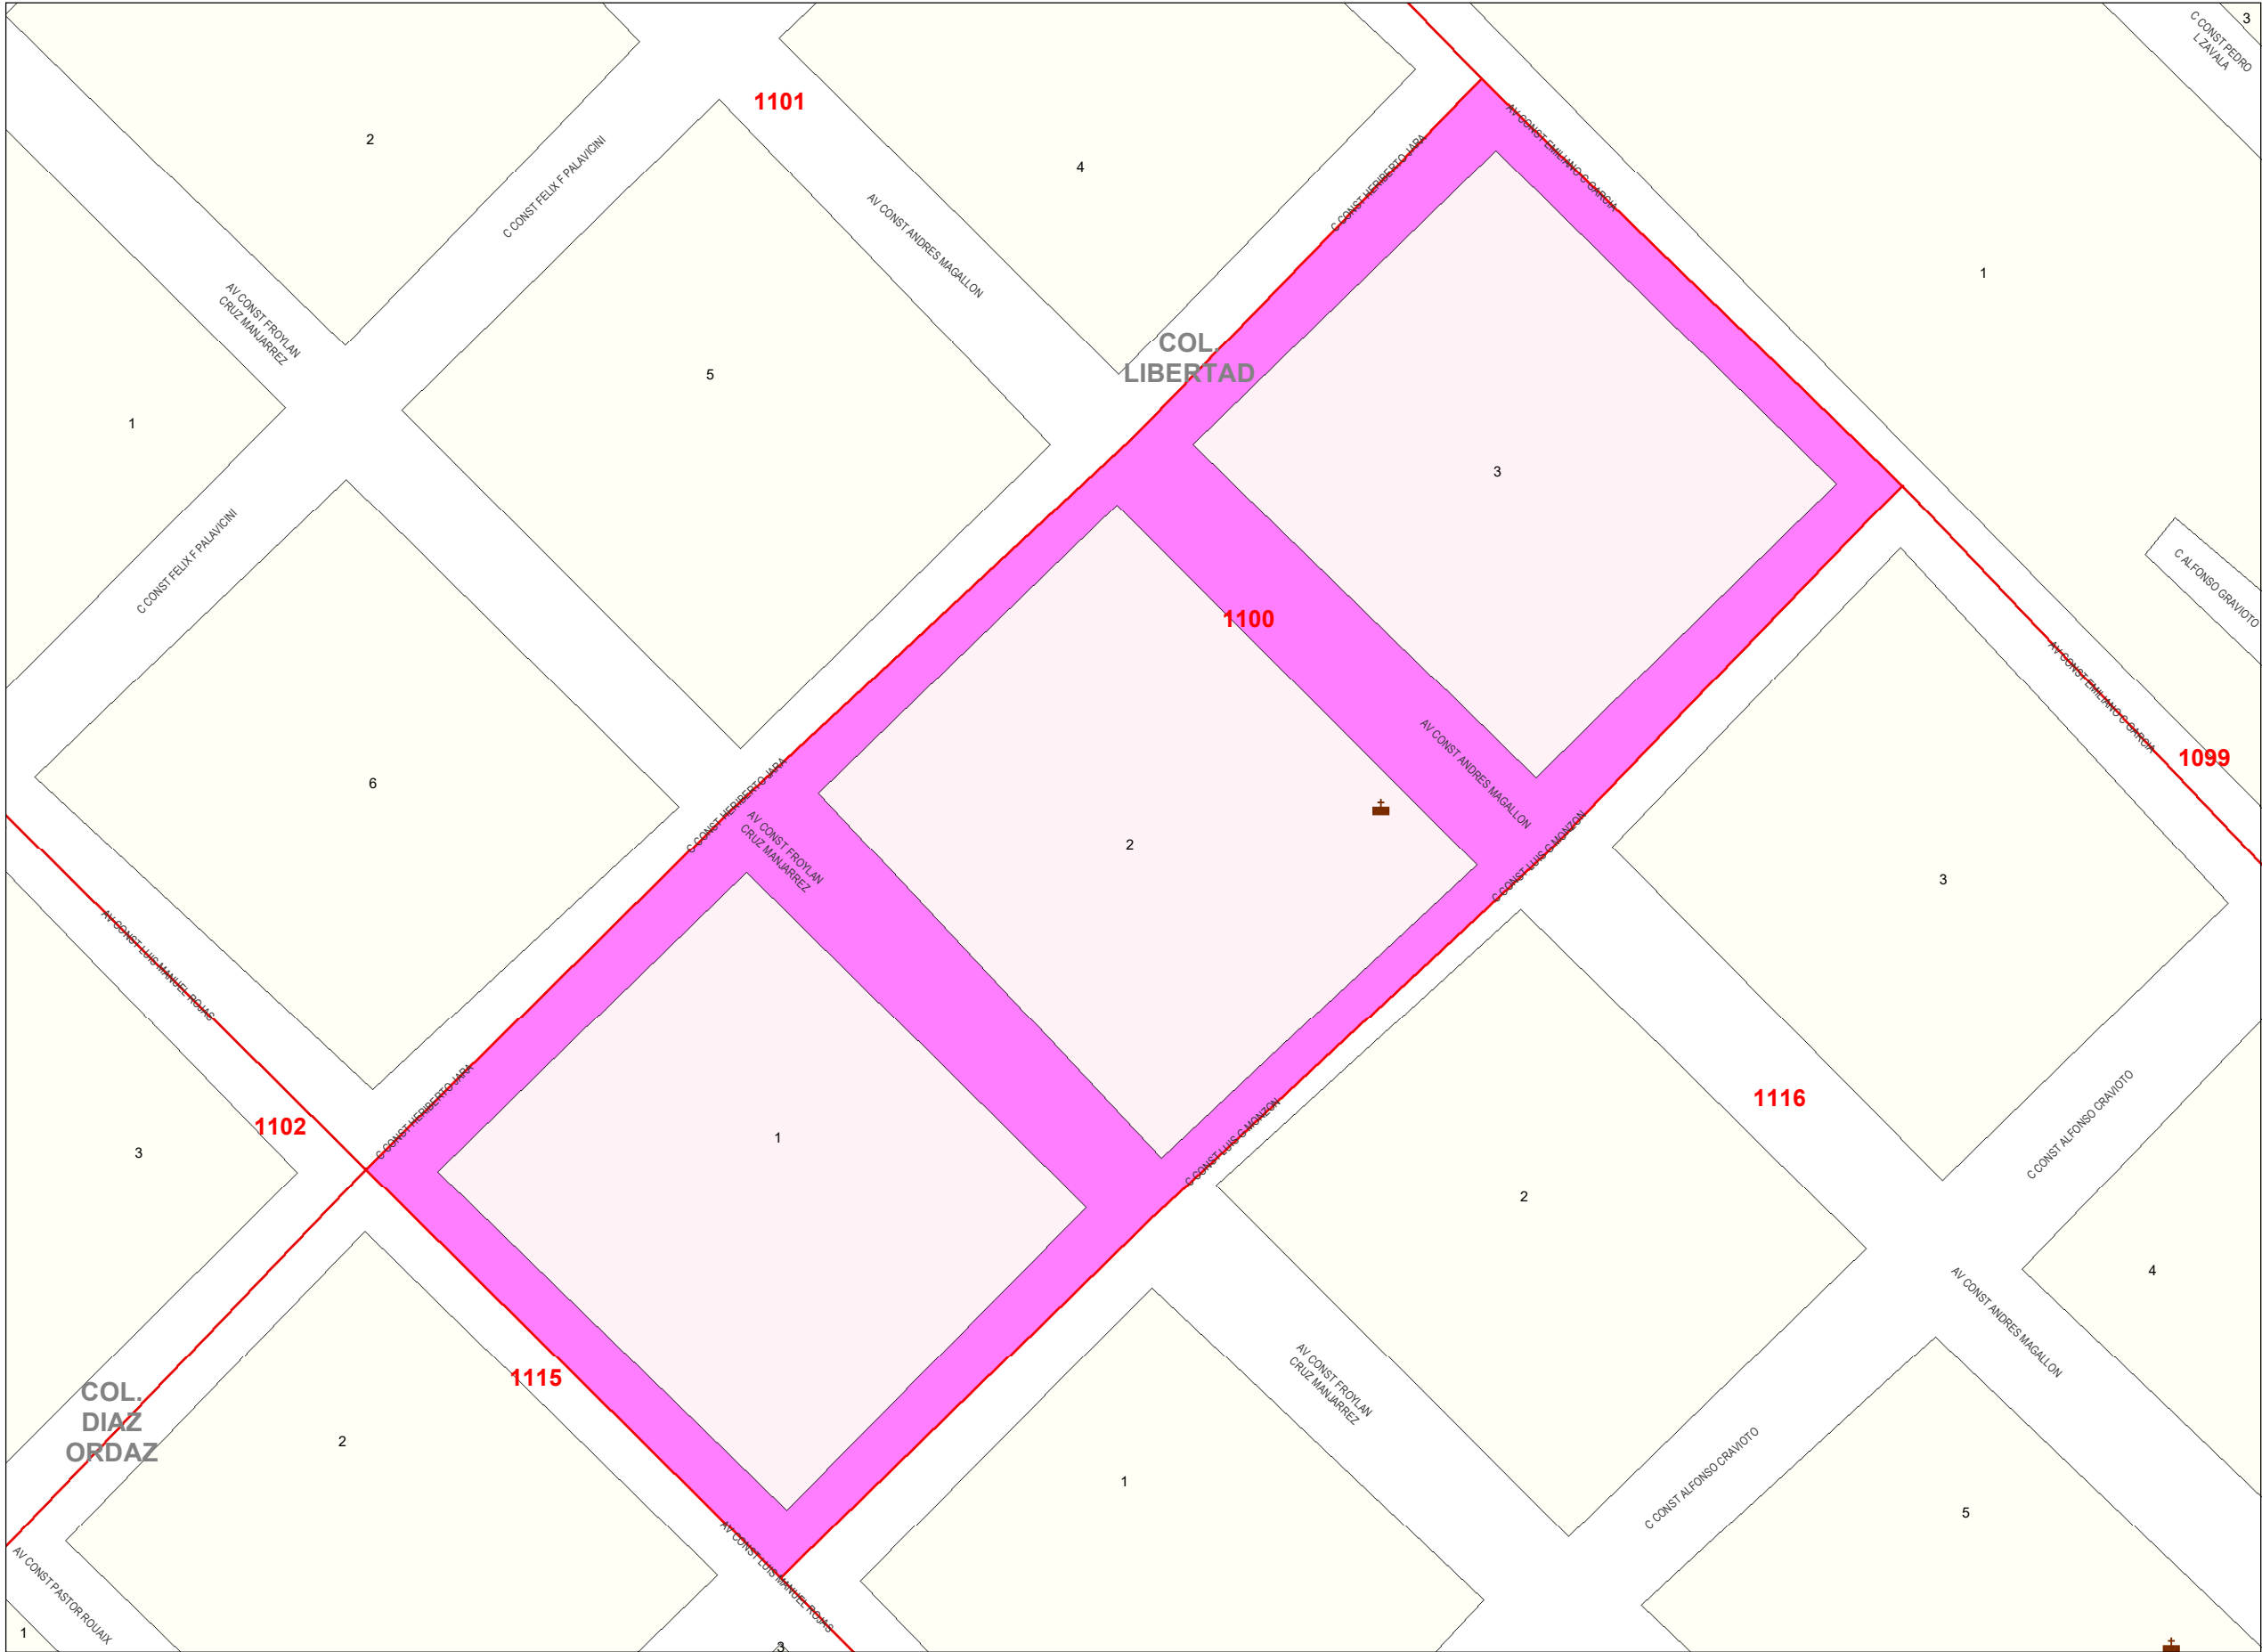 3
C CONST PEDRO
L ZAVALA
1101
AV CONST EMILIANO C GARCIA
2
C CONST FELIX F PALAVICINI
4
C CONST HERIBERTO JARA
AV CONST ANDRES MAGALLON
1
AV CONST FROYLAN
CRUZ MANJARREZ
COL.
LIBERTAD
5
1
3
C CONST FELIX F PALAVICINI
C ALFONSO GRAVIOTO
1100
AV CONST EMILIANO C GARCIA
1099
AV CONST ANDRES MAGALLON
6
C CONST HERIBERTO JARA
AV CONST FROYLAN
CRUZ MANJARREZ
2
C CONST LUIS G MONZON
3
AV CONST LUIS MANUEL ROJAS
1102
C CONST HERIBERTO JARA
3
1
C CONST LUIS G MONZON
1116
C CONST ALFONSO CRAVIOTO
2
4
AV CONST ANDRES MAGALLON
1115
COL.
DIAZ
ORDAZ
2
AV CONST FROYLAN
CRUZ MANJARREZ
1
C CONST ALFONSO CRAVIOTO
5
AV CONST LUIS MANUEL ROJAS
AV CONST PASTOR ROUAIX
1
3